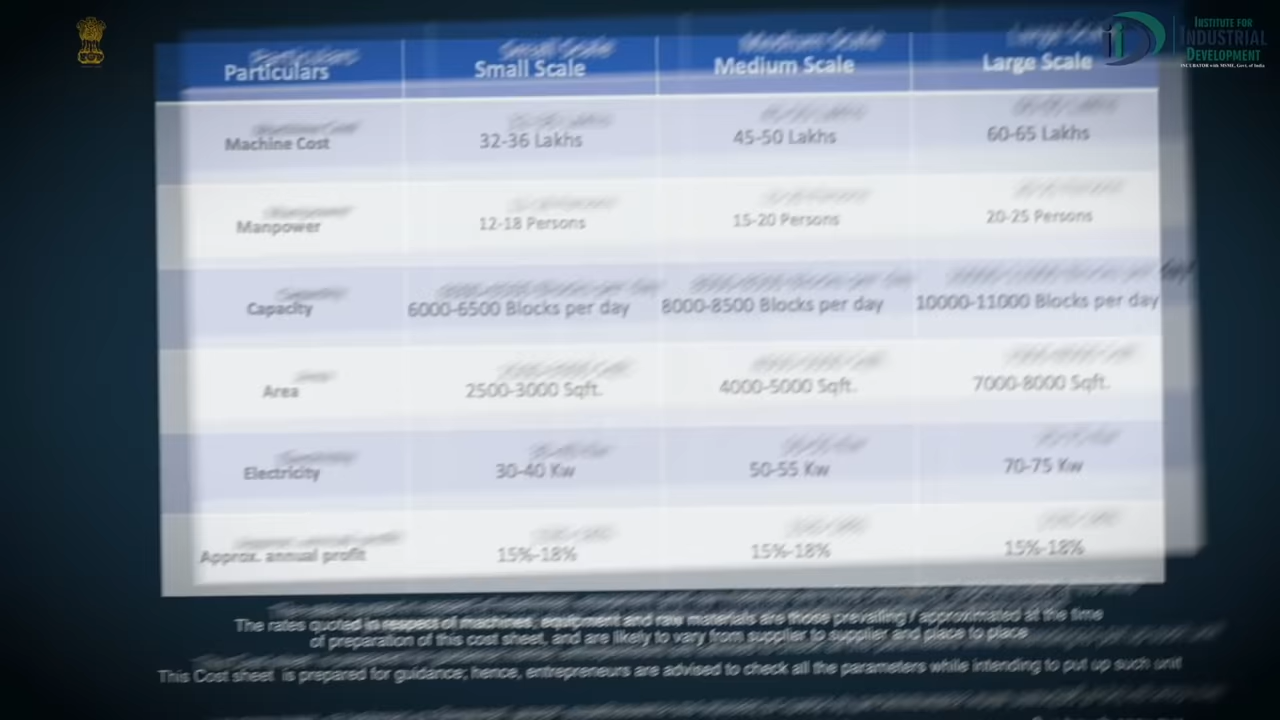 INSTITUTE FOR
INDUSTRIAL
DEVELOPMENT
INCUBATOR with MSME, Govt. of India
Particulars Small Scale Medium Scale Large Scale
Machine Cost 32-36 Lakhs 45-50 Lakhs 60-65 Lakhs
Manpower 12-18 Persons 15-20 Persons 20-25 Persons
Capacity 6000-6500 Blocks per day 8000-8500 Blocks per day 10000-11000 Blocks per day
Area 2500-3000 Sqft. 4000-5000 Sqft. 7000-8000 Sqft.
Electricity 30-40 Kw 50-55 Kw 70-75 Kw
Approx. annual profit 15%-18% 15%-18% 15%-18%
The rates quoted in respect of machines, equipment and raw materials are those prevailing / approximated at the time
of preparation of this cost sheet, and are likely to vary from supplier to supplier and place to place
This Cost sheet is prepared for guidance; hence, entrepreneurs are advised to check all the parameters while intending to put up such unit